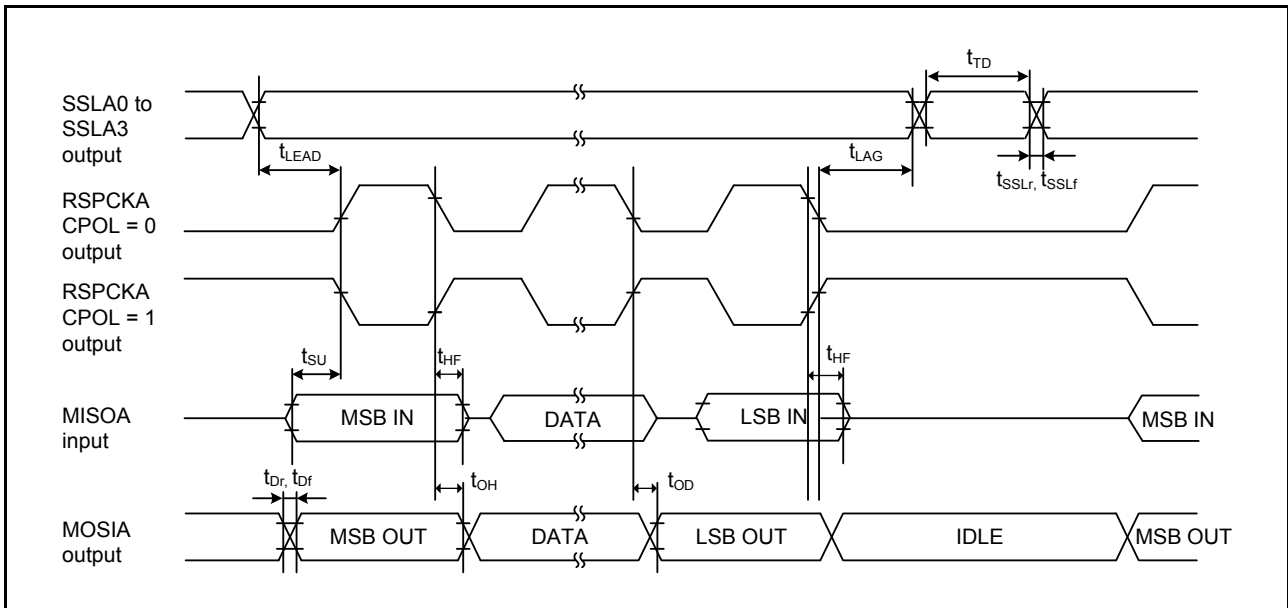 tTD
SSLA0 to
SSLA3
output
tLEAD
tLAG
tSSLr, tSSLf
RSPCKA
CPOL = 0
output
RSPCKA
CPOL = 1
output
tSU
tHF
tHF
MISOA
input
MSB IN
DATA
LSB IN
MSB IN
tDr, tDf
tOH
tOD
MOSIA
output
MSB OUT
DATA
LSB OUT
IDLE
MSB OUT